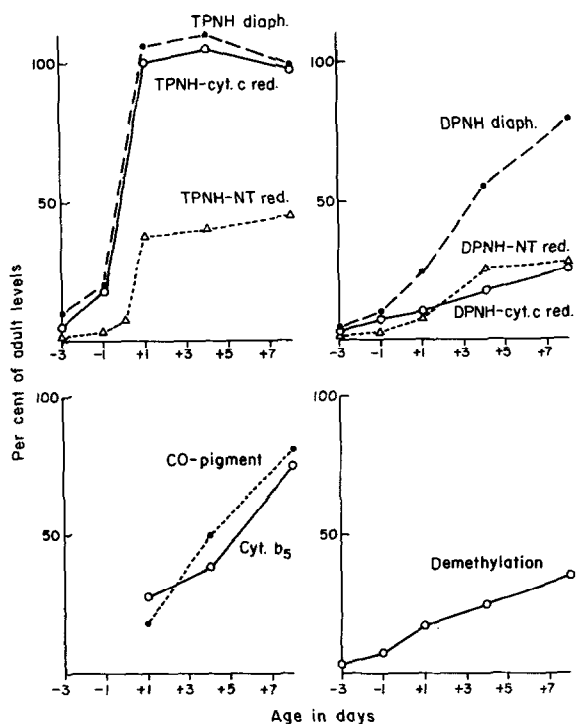 TPNH diaph.
100
TPNH-cyt. c red.
TPNH-NT red.
50
-3 -1 +1 +3 +5 +7
100
DPNH diaph.
50
DPNH-NT red.
DPNH-cyt. c red.
-3 -1 +1 +3 +5 +7
Per cent of adult levels
100
CO-pigment
50
Cyt. b5
-3 -1 +1 +3 +5 +7
100
50
Demethylation
-3 -1 +1 +3 +5 +7
Age in days